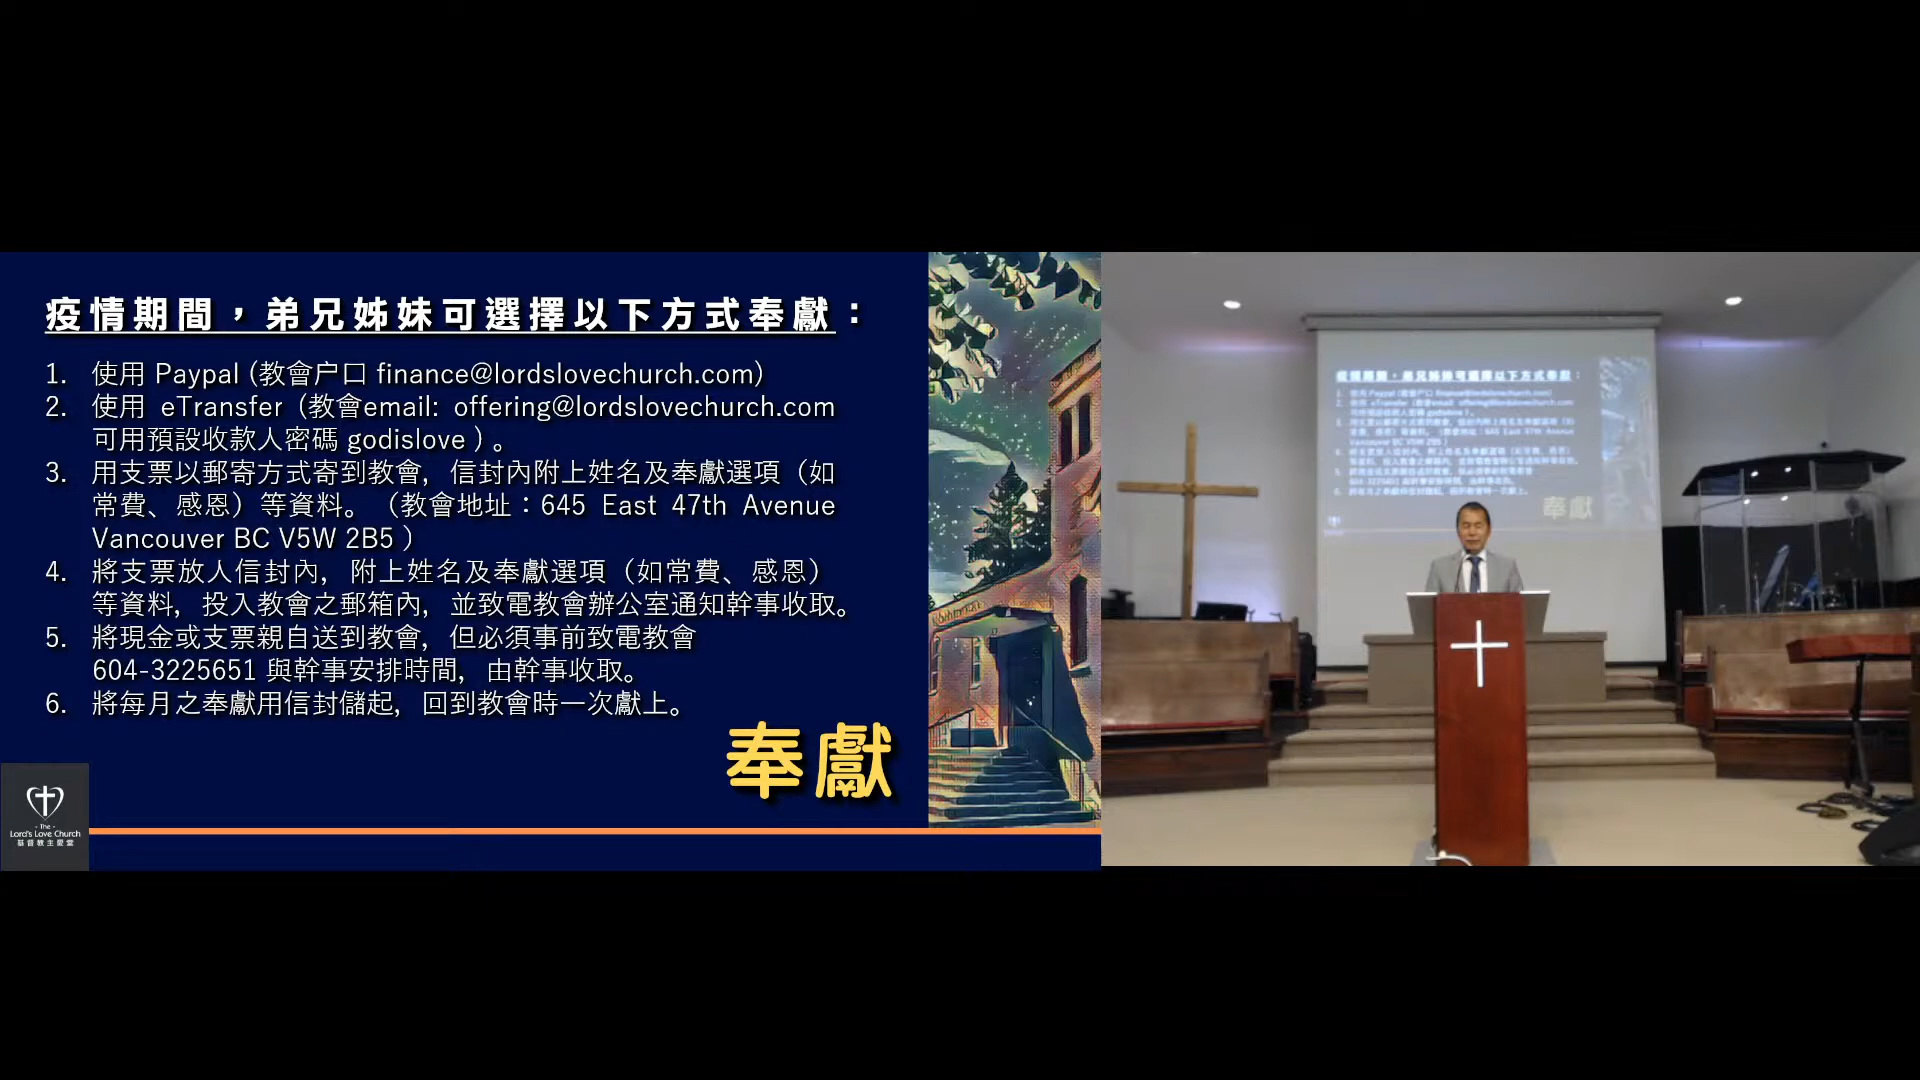 疫情期間，弟兄姊妹可選擇以下方式奉獻：
1. 使用 Paypal (教會户口 finance@lordslovechurch.com)
2. 使用 eTransfer (教會email: offering@lordslovechurch.com
可用預設收款人密碼 godislove ) 。
3. 用支票以郵寄方式寄到教會, 信封內附上姓名及奉獻選項（如
常費、感恩）等資料。（教會地址：645 East 47th Avenue
Vancouver BC V5W 2B5 ）
4. 將支票放人信封內, 附上姓名及奉獻選項（如常費、感恩）
等資料, 投入教會之郵箱內, 並致電教會辦公室通知幹事收取。
5. 將現金或支票親自送到教會, 但必須事前致電教會
604-3225651 與幹事安排時間, 由幹事收取。
6. 將每月之奉獻用信封儲起, 回到教會時一次獻上。
奉獻
- The -
Lord's Love Church
基督教主愛堂